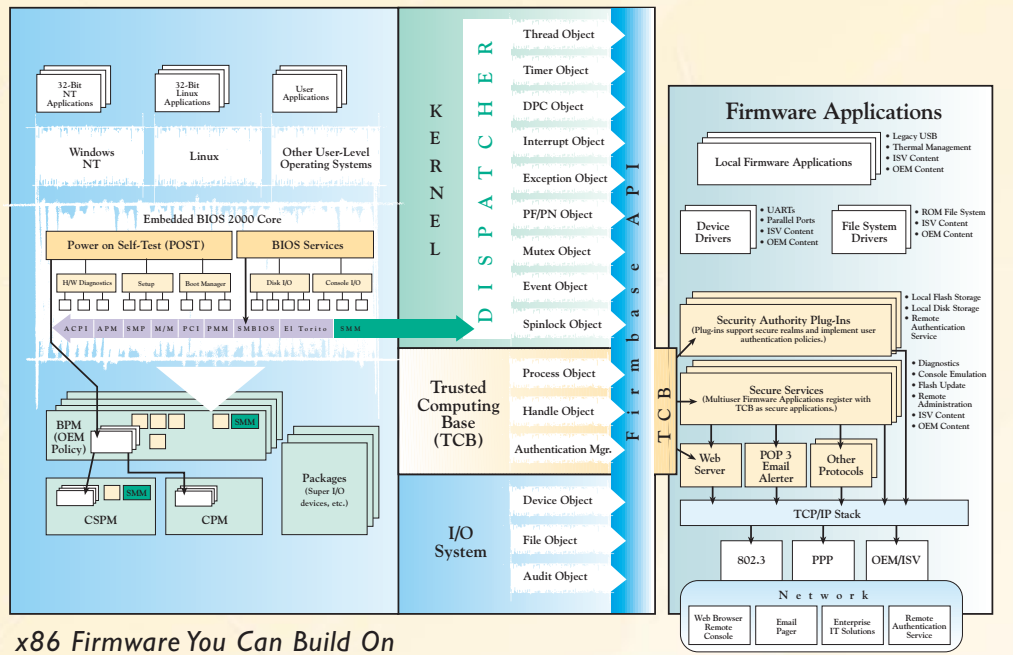 32-Bit
NT
Applications
32-Bit
Linux
Applications
User
Applications
Windows
NT
Linux
Other User-Level
Operating Systems
Embedded BIOS 2000 Core
Power on Self-Test (POST)
BIOS Services
H/W Diagnostics
Setup
Boot Manager
Disk I/O
Console I/O
ACPI APM SMP M/M PCI PMM SMBIOS El Torito SMM
BPM
(OEM
Policy)
SMM
SMM
CSPM
CPM
Packages
(Super I/O
devices, etc.)
KERNEL
DISPATCHER
Thread Object
Timer Object
DPC Object
Interrupt Object
Exception Object
PF/PN Object
Mutex Object
Event Object
Spinlock Object
Trusted
Computing
Base
(TCB)
Process Object
Handle Object
Authentication Mgr.
I/O
System
Device Object
File Object
Audit Object
Firmbase API
TCB
Firmware Applications
Local Firmware Applications
• Legacy USB
• Thermal Management
• ISV Content
• OEM Content
Device
Drivers
• UARTs
• Parallel Ports
• ISV Content
• OEM Content
File System
Drivers
• ROM File System
• ISV Content
• OEM Content
Security Authority Plug-Ins
(Plug-ins support secure realms and implement user
authentication policies.)
• Local Flash Storage
• Local Disk Storage
• Remote
Authentication
Service
Secure Services
(Multiuser Firmware Applications register with
TCB as secure applications.)
• Diagnostics
• Console Emulation
• Flash Update
• Remote
Administration
• ISV Content
• OEM Content
Web
Server
POP 3
Email
Alerter
Other
Protocols
TCP/IP Stack
802.3
PPP
OEM/ISV
Network
Web Browser
Remote
Console
Email
Pager
Enterprise
IT Solutions
Remote
Authentication
Service
x86 Firmware You Can Build On